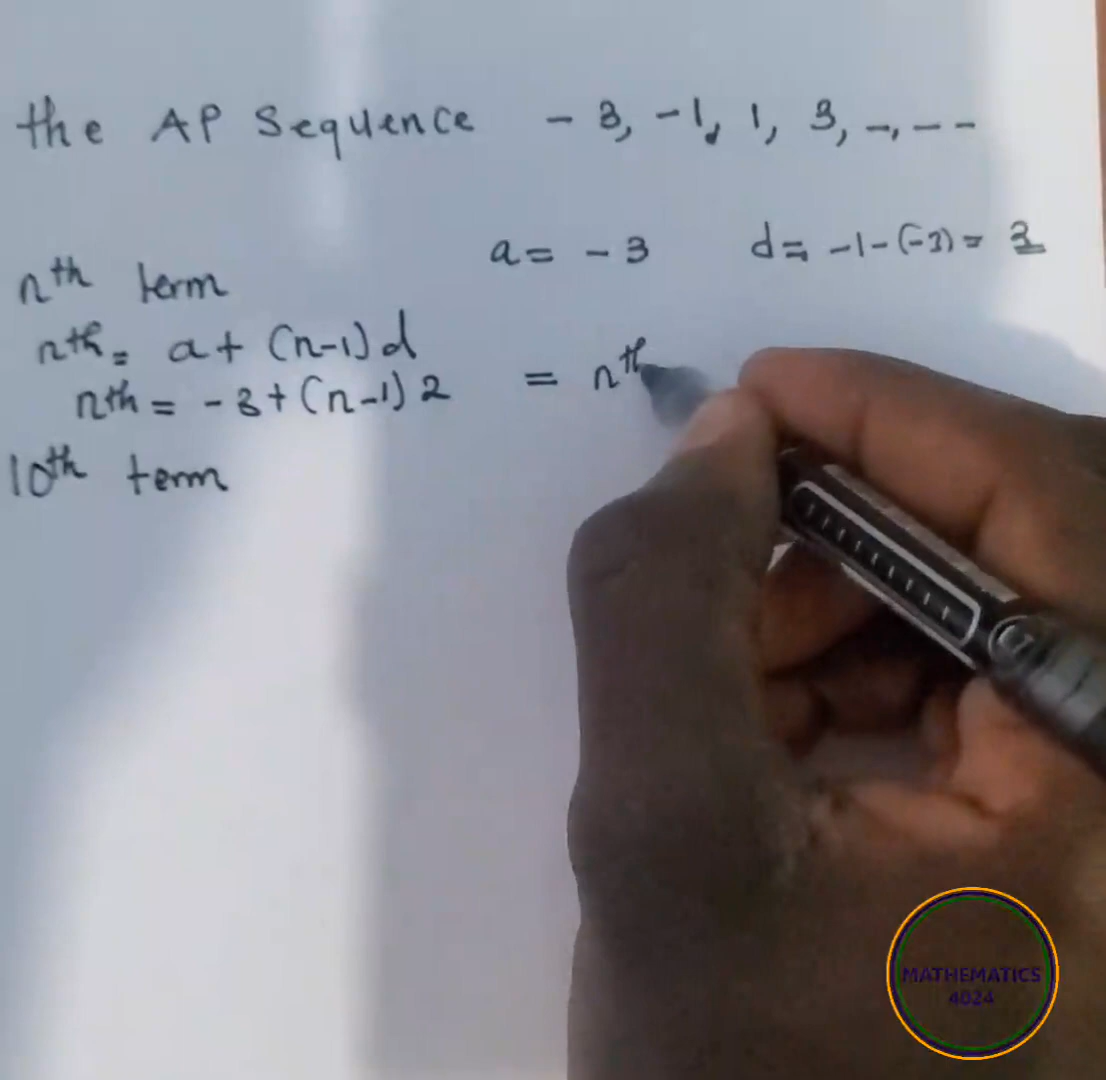 the AP Sequence - 3, -1, 1, 3, -, - - -
a = - 3 d = -1 - (-3) = 2
nth term
nth = a + (n-1) d
nth = -3 + (n-1) 2 = nth
10th term
MATHEMATICS
4024